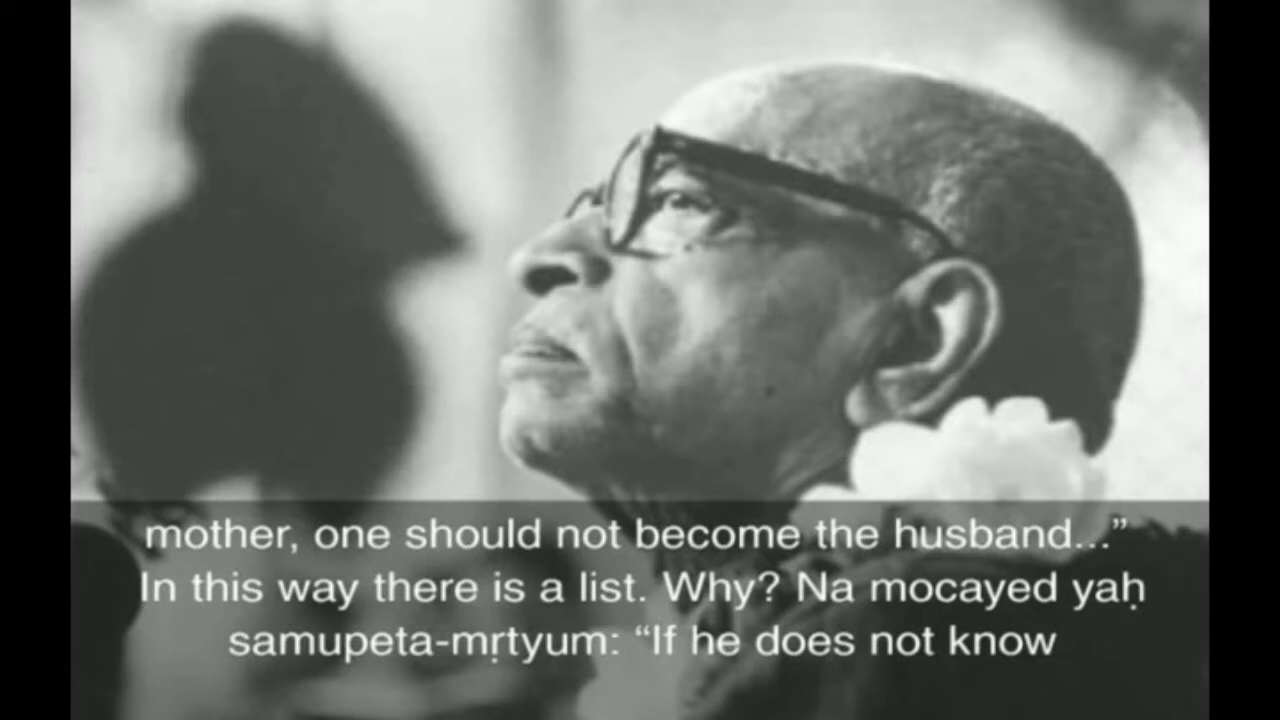 mother, one should not become the husband...”
In this way there is a list. Why? Na mocayed yaḥ
samupeta-mṛtyum: “If he does not know